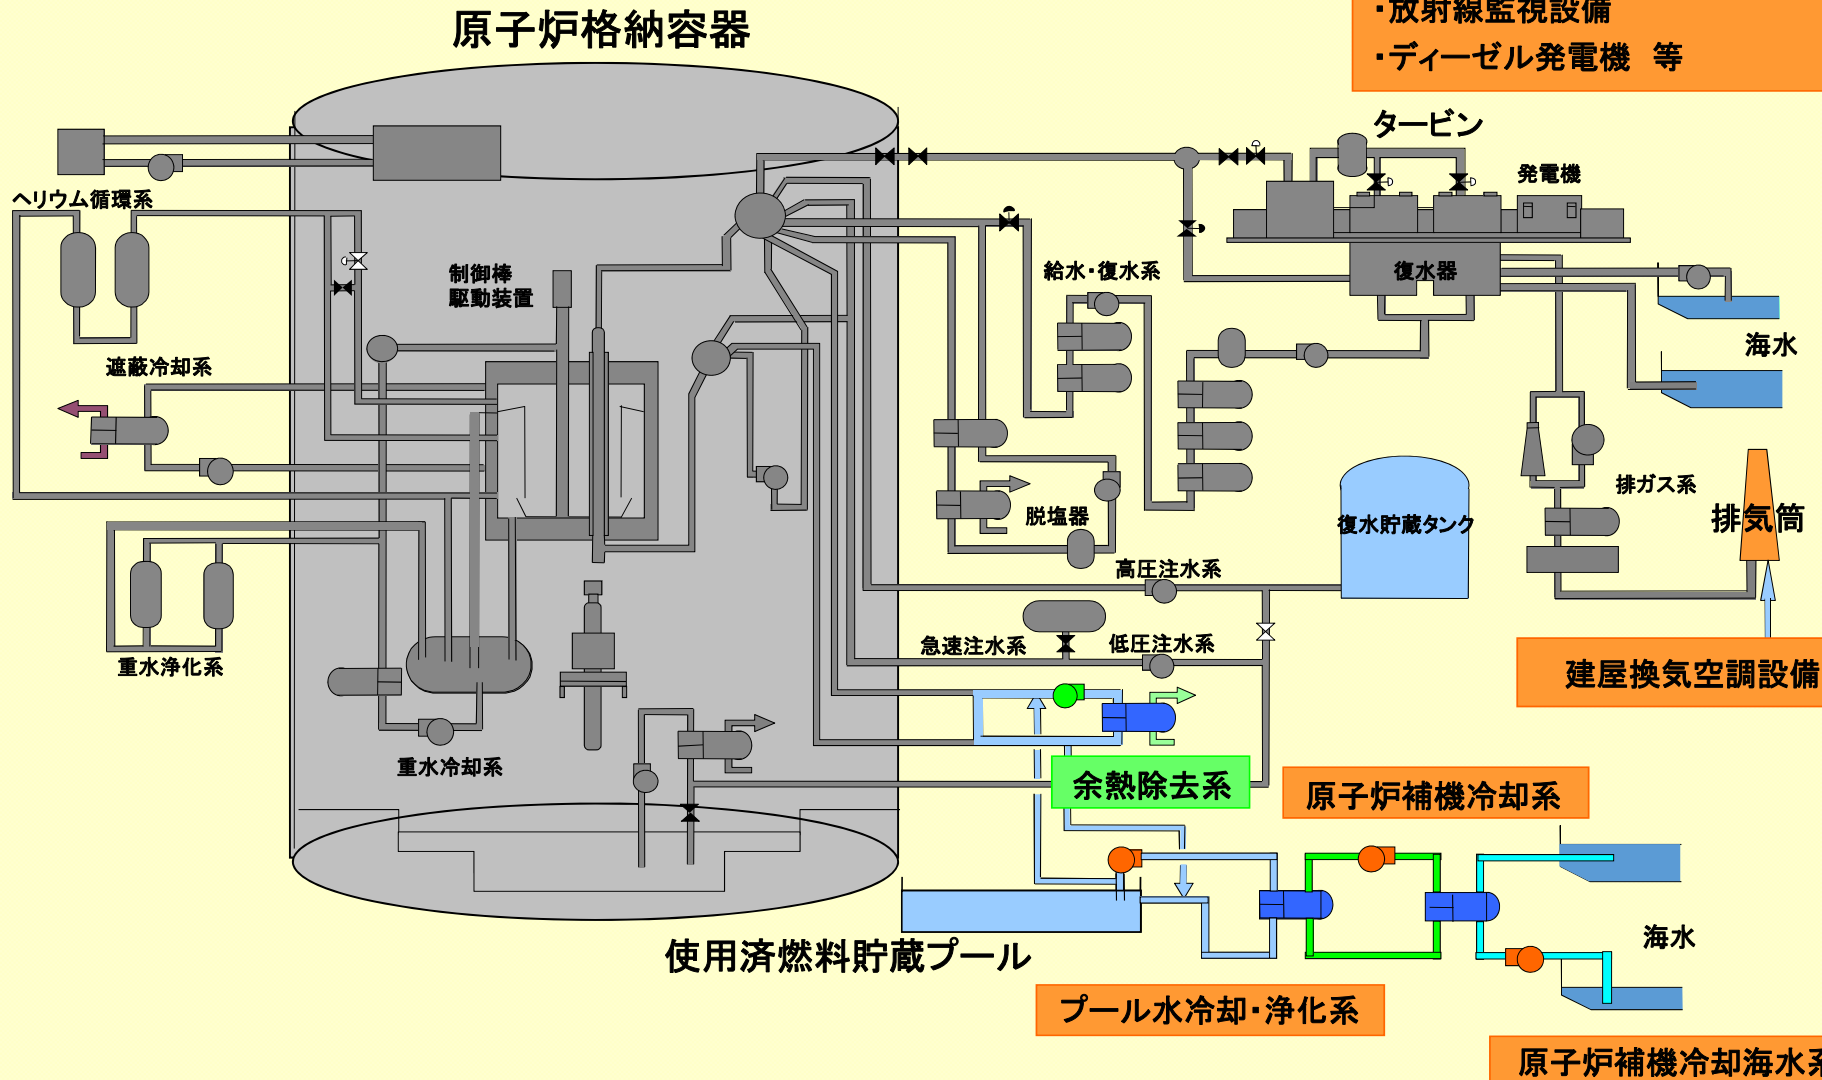 原子炉格納容器
・放射線監視設備
・ディーゼル発電機 等
タービン
発電機
ヘリウム循環系
制御棒
駆動装置
給水・復水系
復水器
海水
遮蔽冷却系
排ガス系
脱塩器
復水貯蔵タンク
排気筒
高圧注水系
急速注水系
低圧注水系
重水浄化系
建屋換気空調設備
重水冷却系
余熱除去系
原子炉補機冷却系
海水
使用済燃料貯蔵プール
プール水冷却・浄化系
原子炉補機冷却海水系